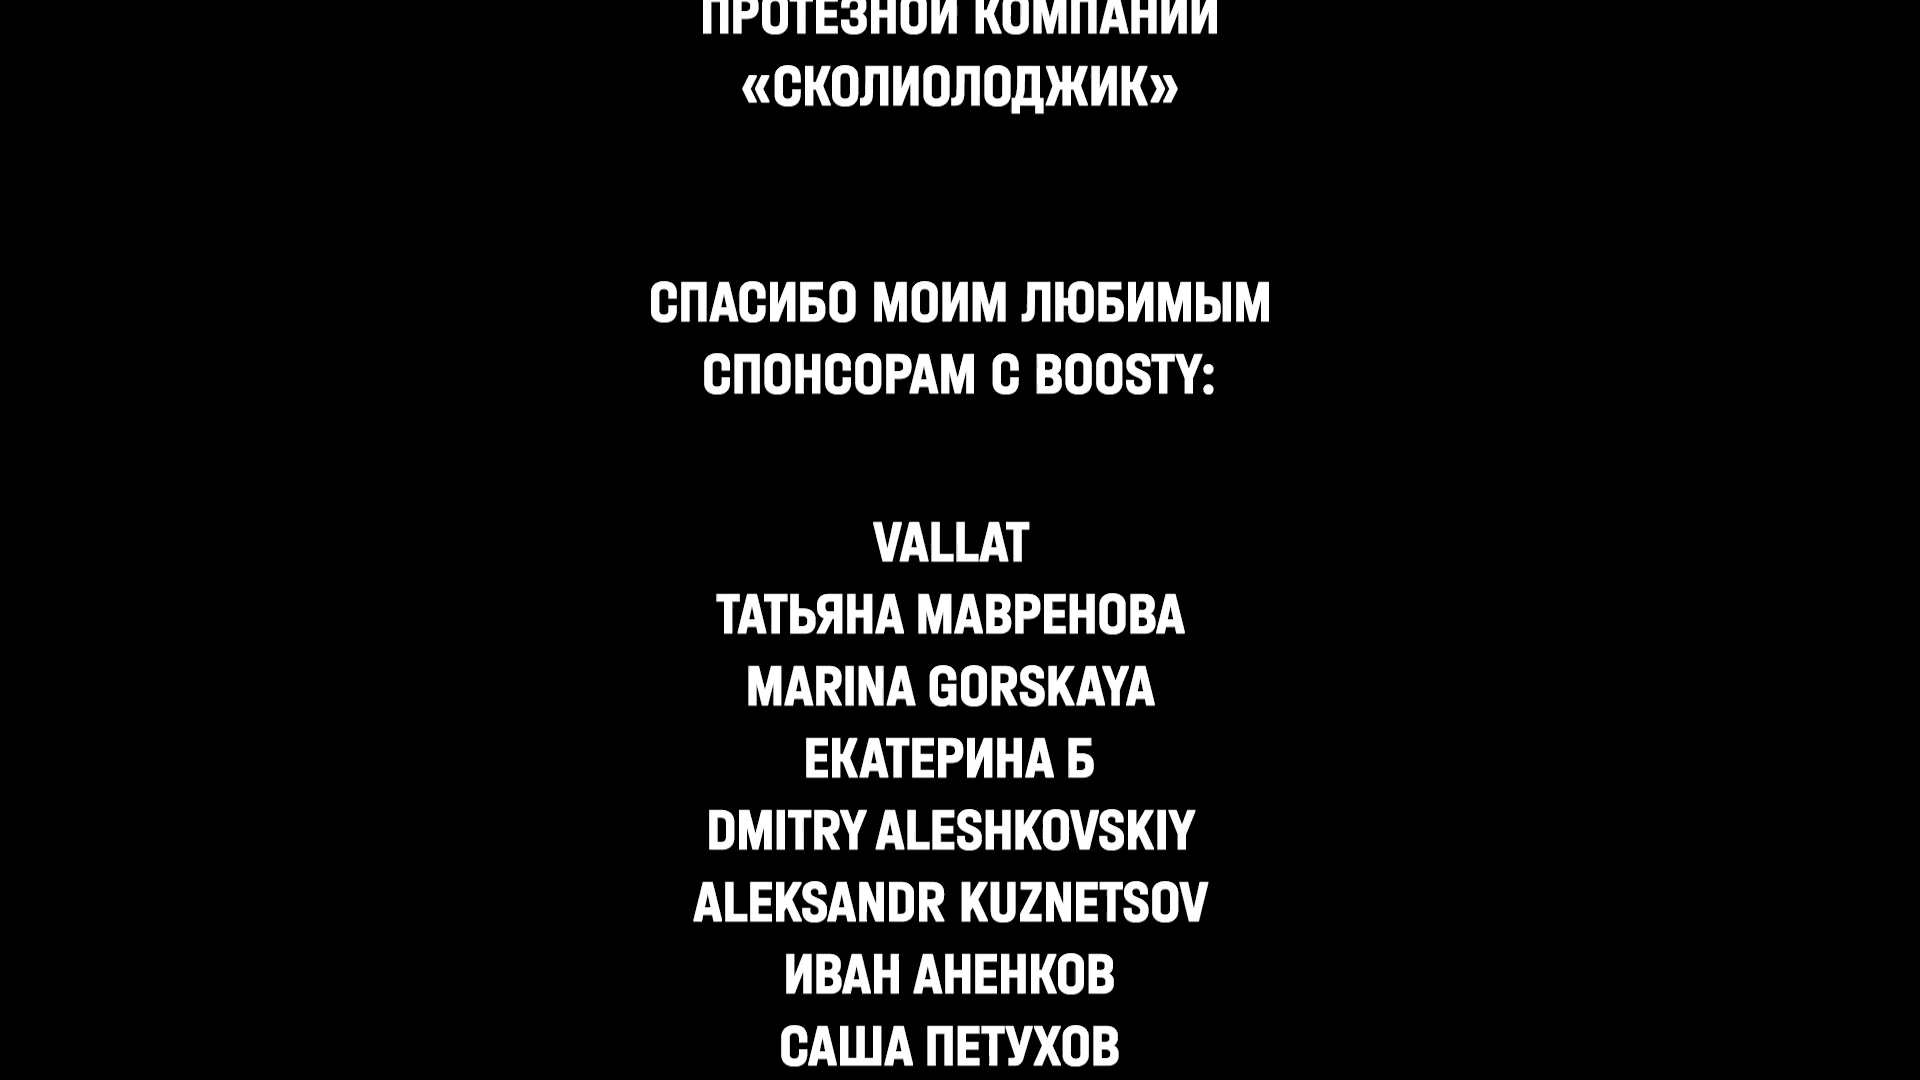 ПРОТЕЗНОЙ КОМПАНИИ
«СКОЛИОЛОДЖИК»
СПАСИБО МОИМ ЛЮБИМЫМ
СПОНСОРАМ С BOOSTY:
VALLAT
ТАТЬЯНА МАВРЕНОВА
MARINA GORSKAYA
ЕКАТЕРИНА Б
DMITRY ALESHKOVSKIY
ALEKSANDR KUZNETSOV
ИВАН АНЕНКОВ
САША ПЕТУХОВ